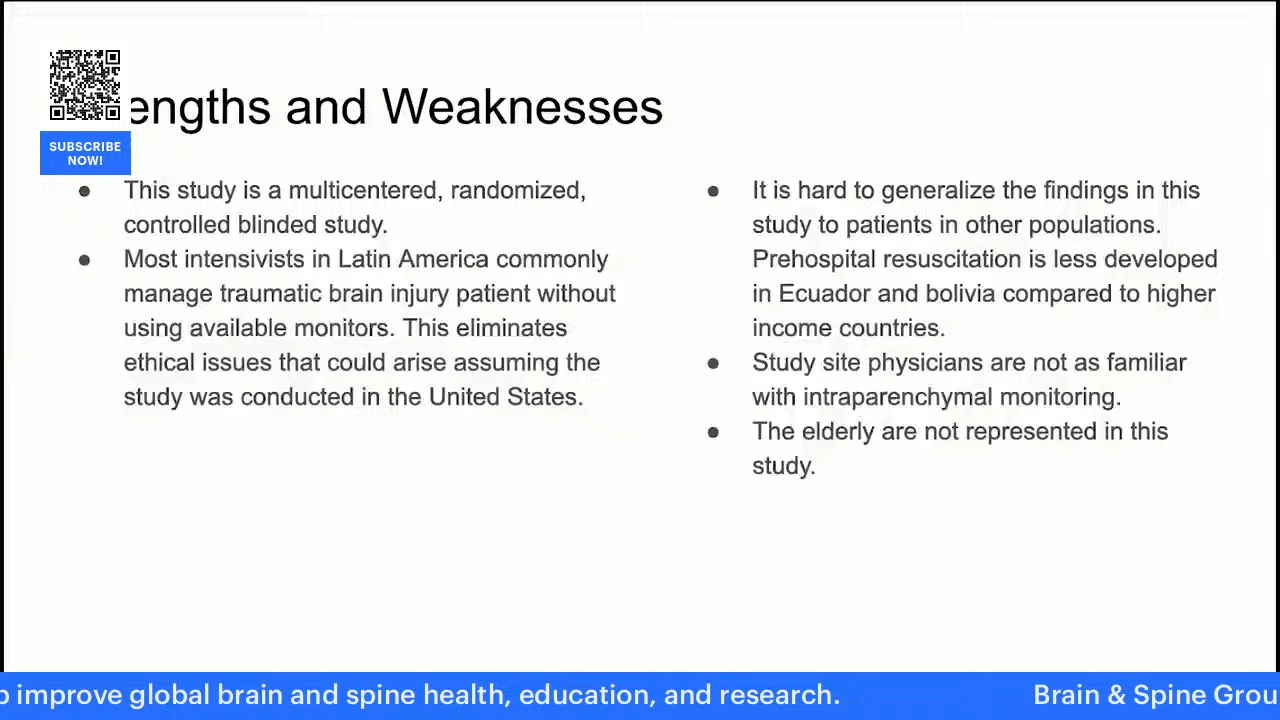 engths and Weaknesses
SUBSCRIBE
NOW!
● This study is a multicentered, randomized,
controlled blinded study.
● Most intensivists in Latin America commonly
manage traumatic brain injury patient without
using available monitors. This eliminates
ethical issues that could arise assuming the
study was conducted in the United States.
● It is hard to generalize the findings in this
study to patients in other populations.
Prehospital resuscitation is less developed
in Ecuador and bolivia compared to higher
income countries.
● Study site physicians are not as familiar
with intraparenchymal monitoring.
● The elderly are not represented in this
study.
improve global brain and spine health, education, and research. Brain & Spine Grou